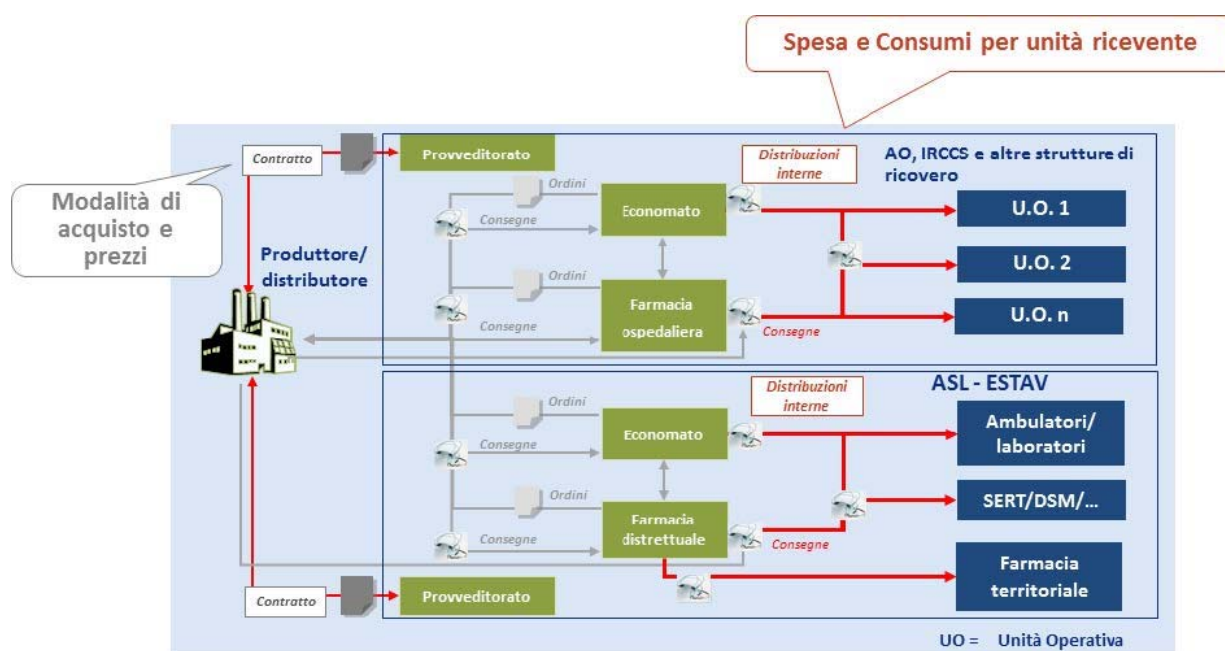 Spesa e Consumi per unità ricevente
Contratto
Provveditorato
Distribuzioni
interne
AO, IRCCS e altre strutture di
ricovero
Modalità di
acquisto e
prezzi
Ordini
Economato
U.O. 1
Consegne
Produttore/
distributore
U.O. 2
Ordini
Farmacia
ospedaliera
U.O. n
Consegne
Consegne
Distribuzioni
interne
ASL - ESTAV
Ordini
Economato
Ambulatori/
laboratori
Consegne
Ordini
SERT/DSM/...
Farmacia
distrettuale
Consegne
Consegne
Farmacia
territoriale
Contratto
Provveditorato
UO = Unità Operativa